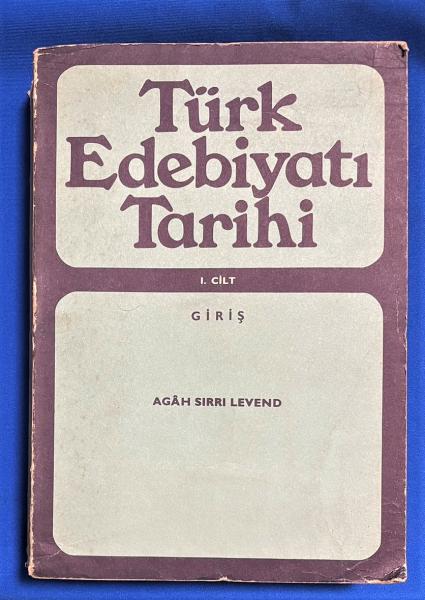 Türk
Edebiyatı
Tarihi
I. CİLT
GİRİŞ
AGÂH SIRRI LEVEND